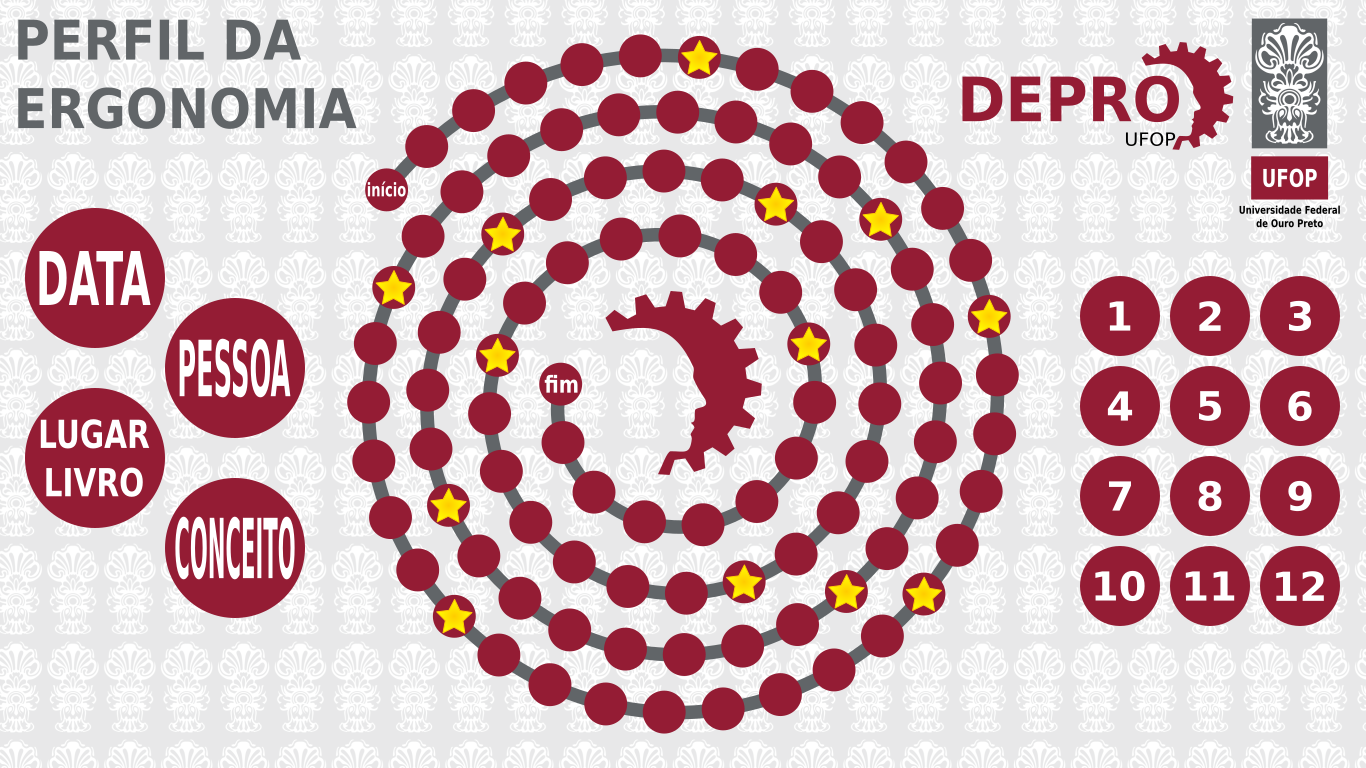 PERFIL DA
ERGONOMIA
DEPRO
UFOP
UFOP
Universidade Federal
de Ouro Preto
início
fim
DATA
PESSOA
LUGAR
LIVRO
CONCEITO
1 2 3
4 5 6
7 8 9
10 11 12